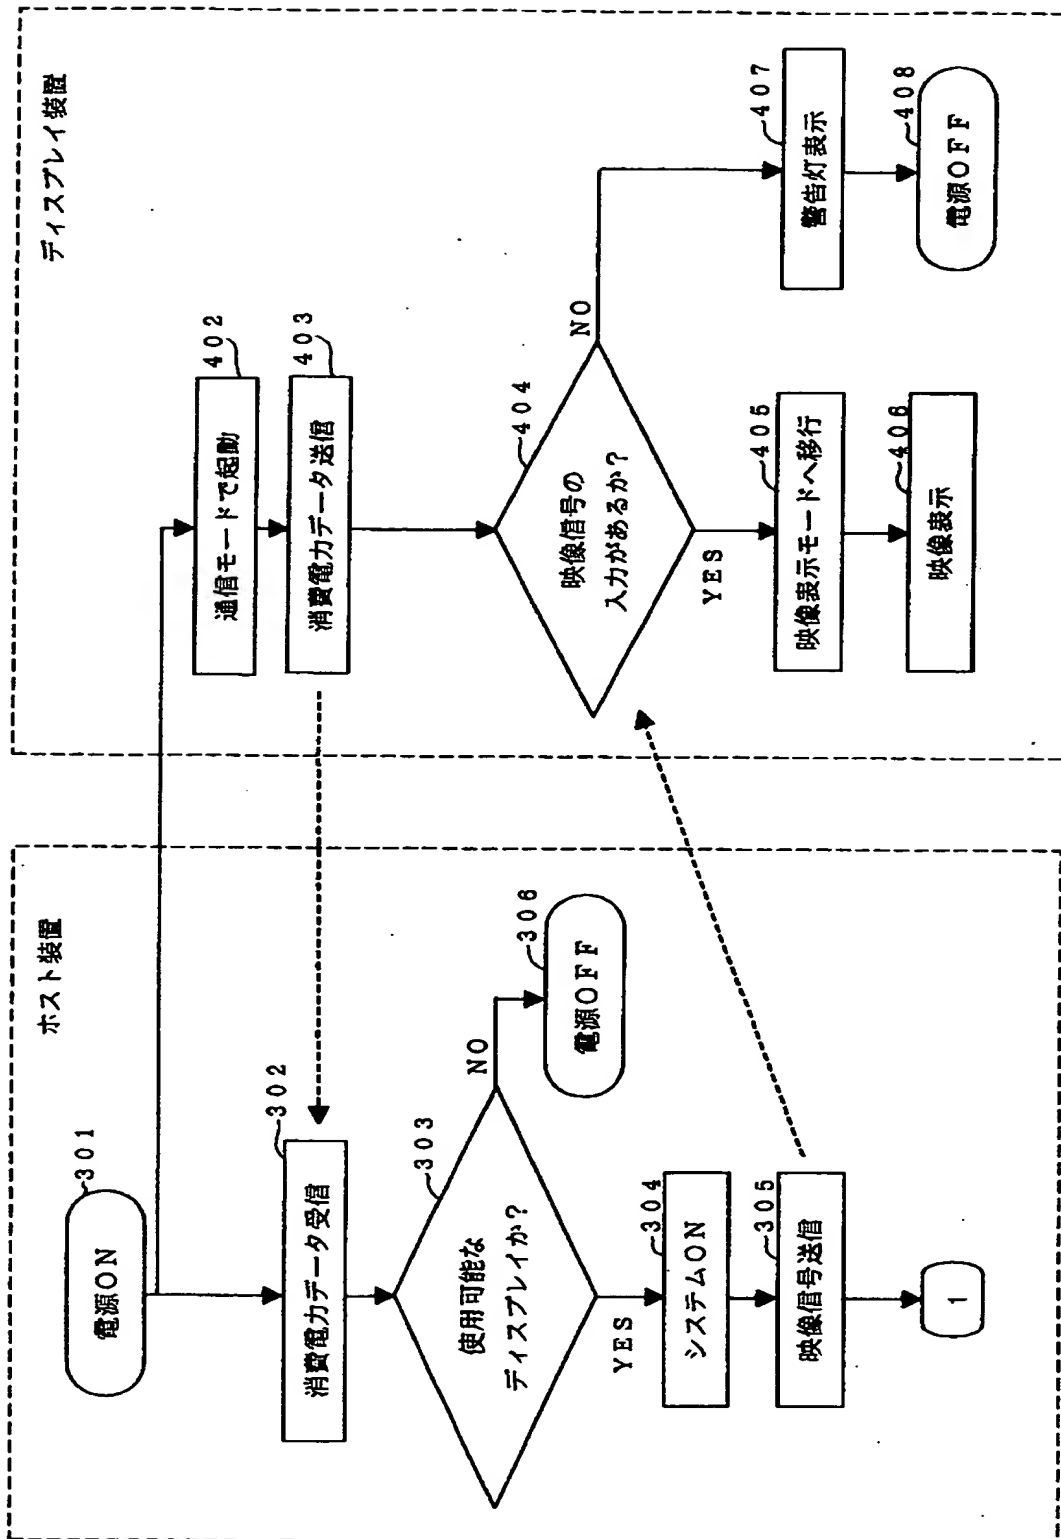 ホスト装置
電源ON
301
消費電力データ受信
302
使用可能な
ディスプレイか?
303
NO
電源OFF
306
YES
システムON
304
映像信号送信
305
1
ディスプレイ装置
通信モードで起動
402
消費電力データ送信
403
映像信号の
入力があるか?
404
NO
YES
映像表示モードへ移行
405
映像表示
406
警告灯表示
407
電源OFF
408